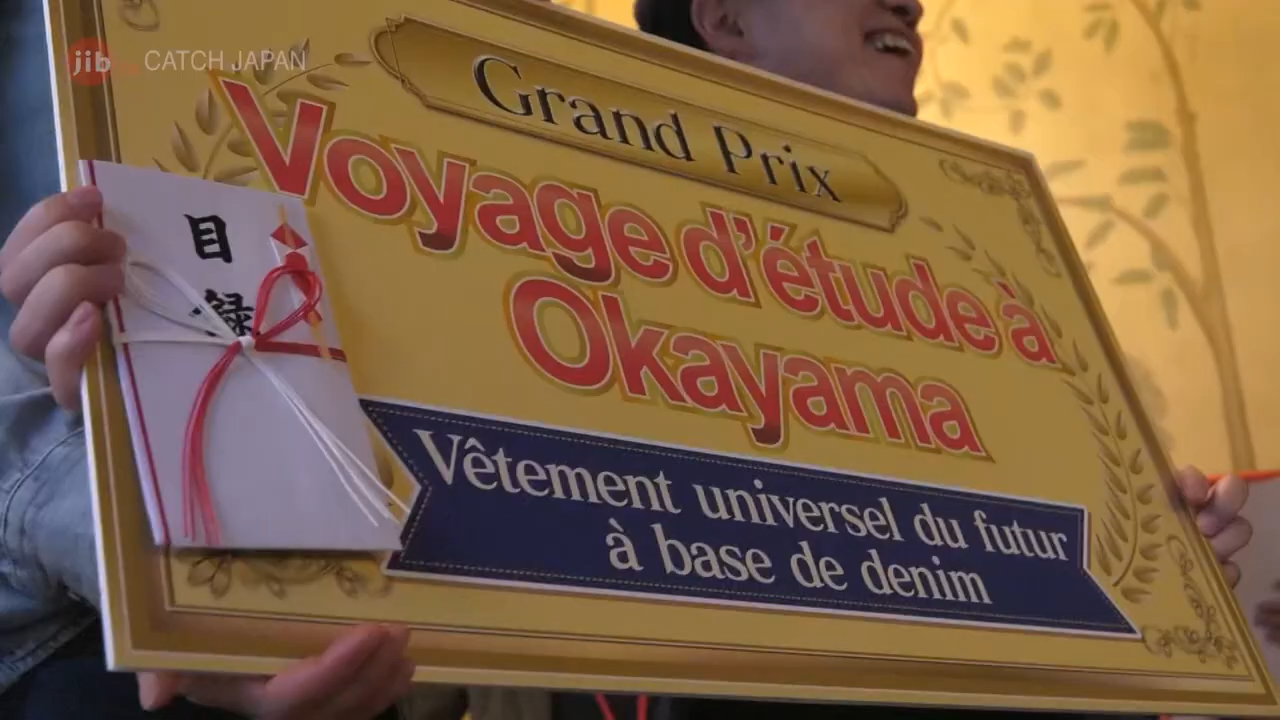 jib CATCH JAPAN
Grand Prix
Voyage d'étude à
Okayama
目録
Vêtement universel du futur
à base de denim